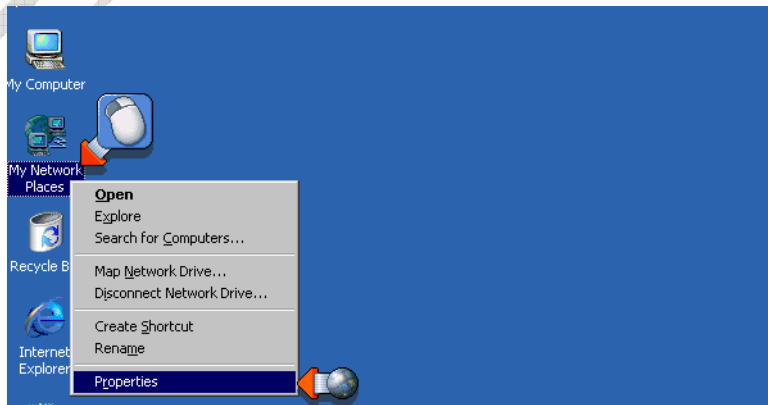 My Computer
My Network
Places
Open
Explore
Search for Computers...
Recycle B
Map Network Drive...
Disconnect Network Drive...
Create Shortcut
Rename
Internet
Explorer
Properties